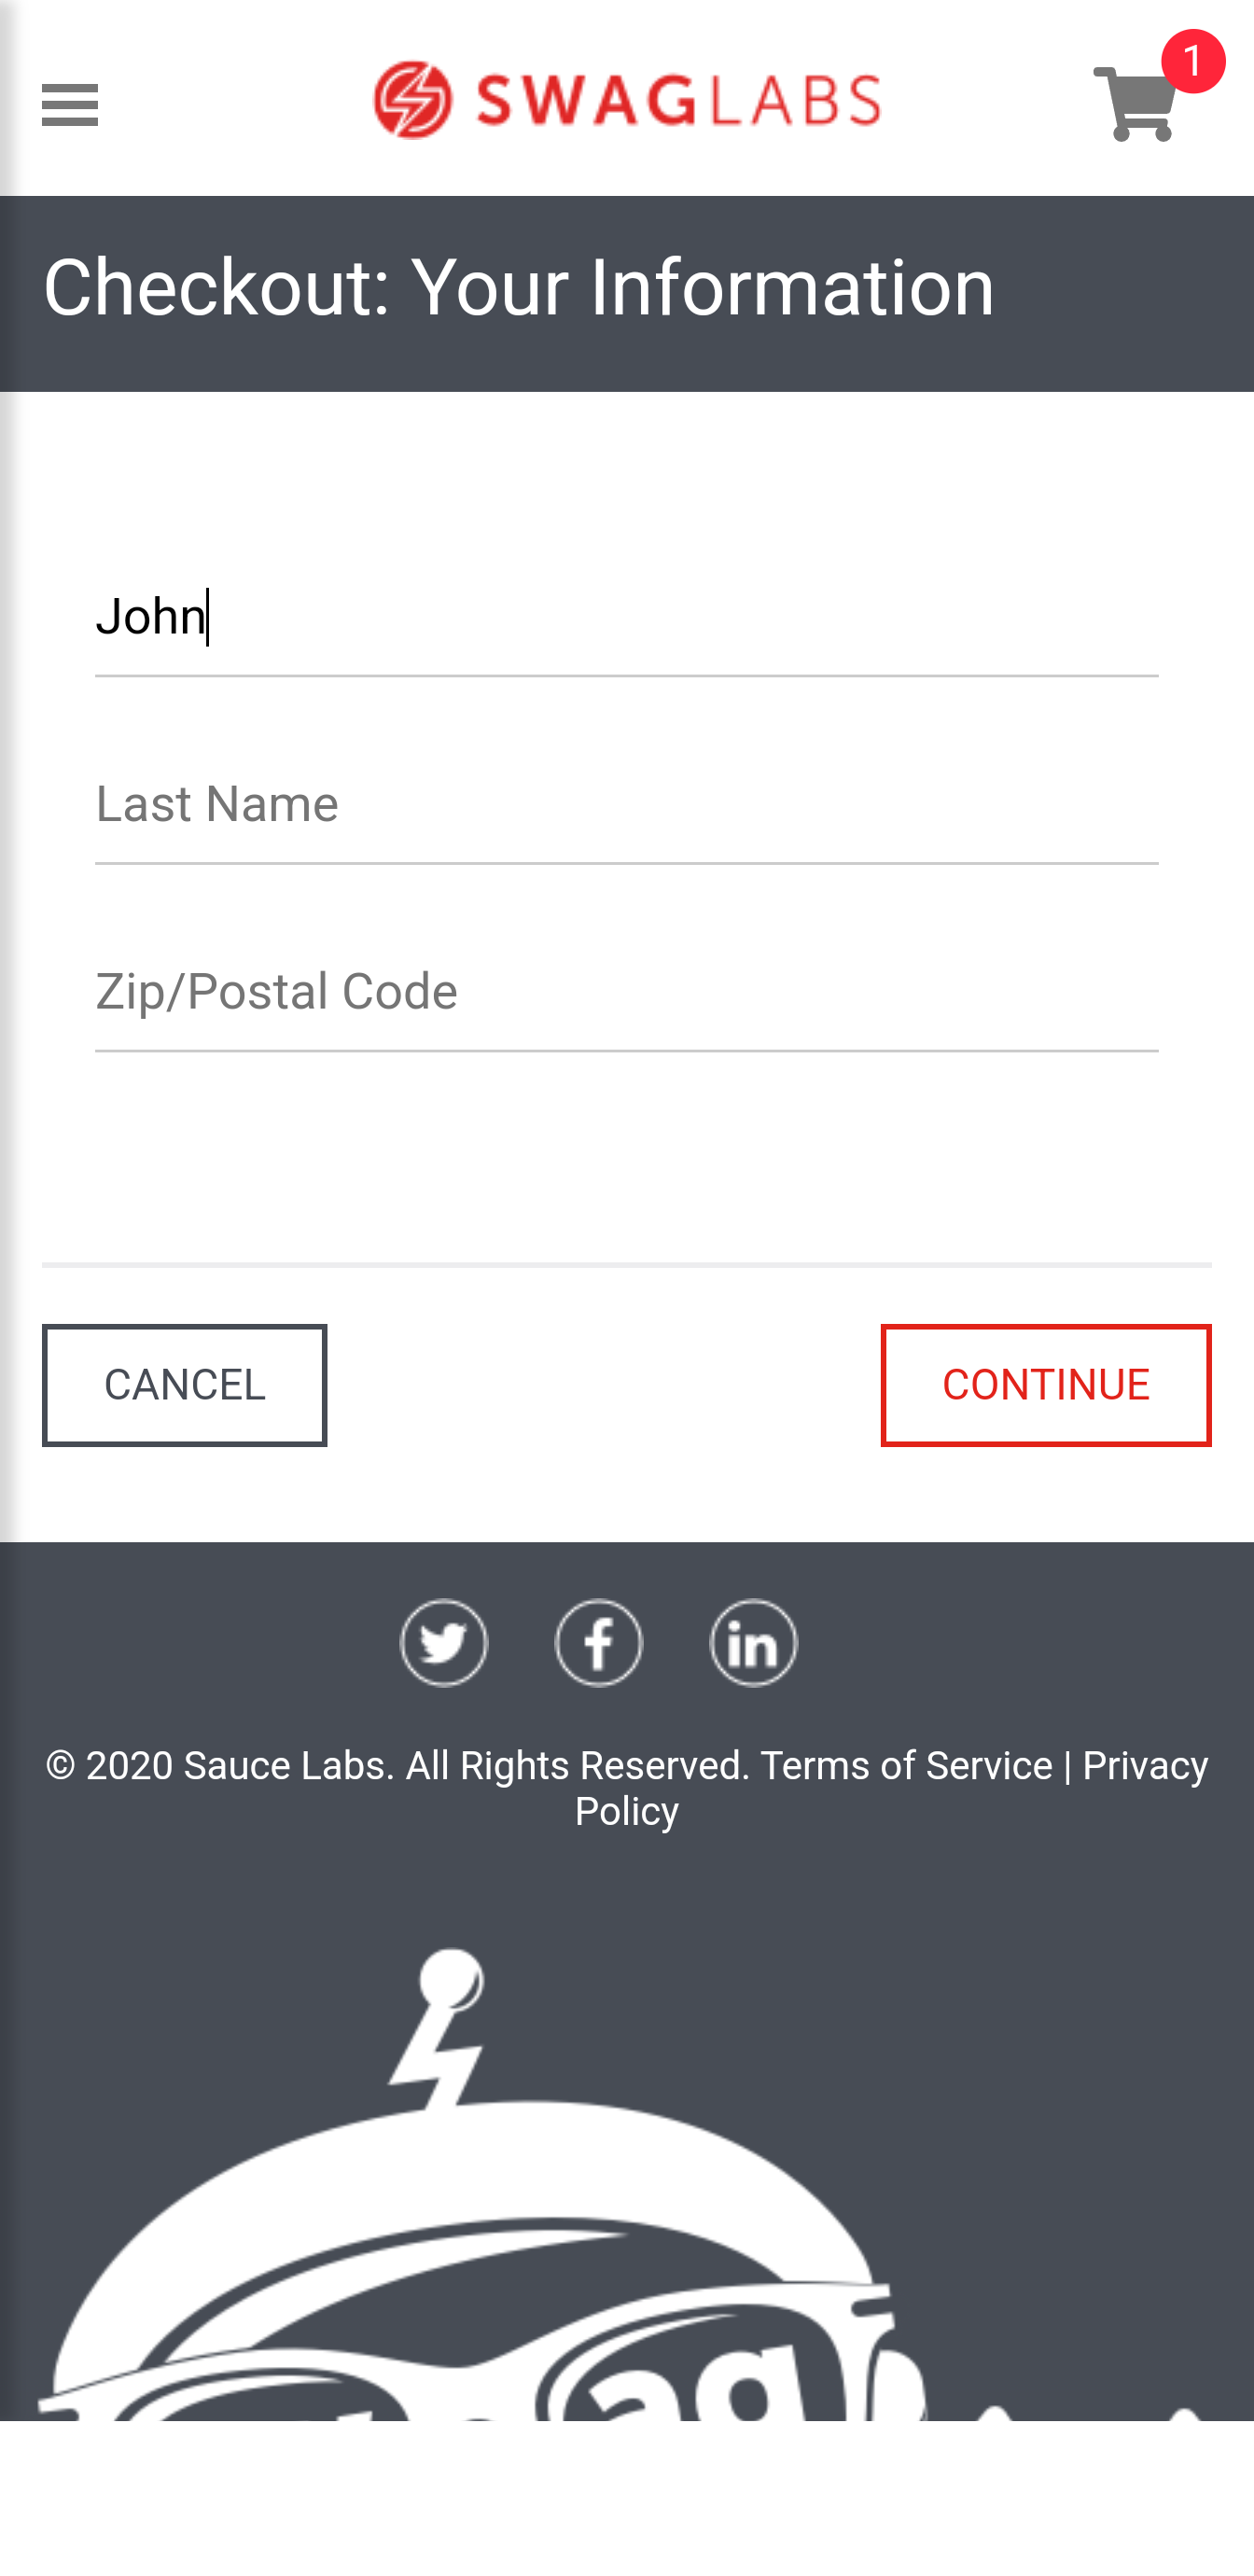 SWAGLABS
1
Checkout: Your Information
John
Last Name
Zip/Postal Code
CANCEL
CONTINUE
© 2020 Sauce Labs. All Rights Reserved. Terms of Service | Privacy
Policy